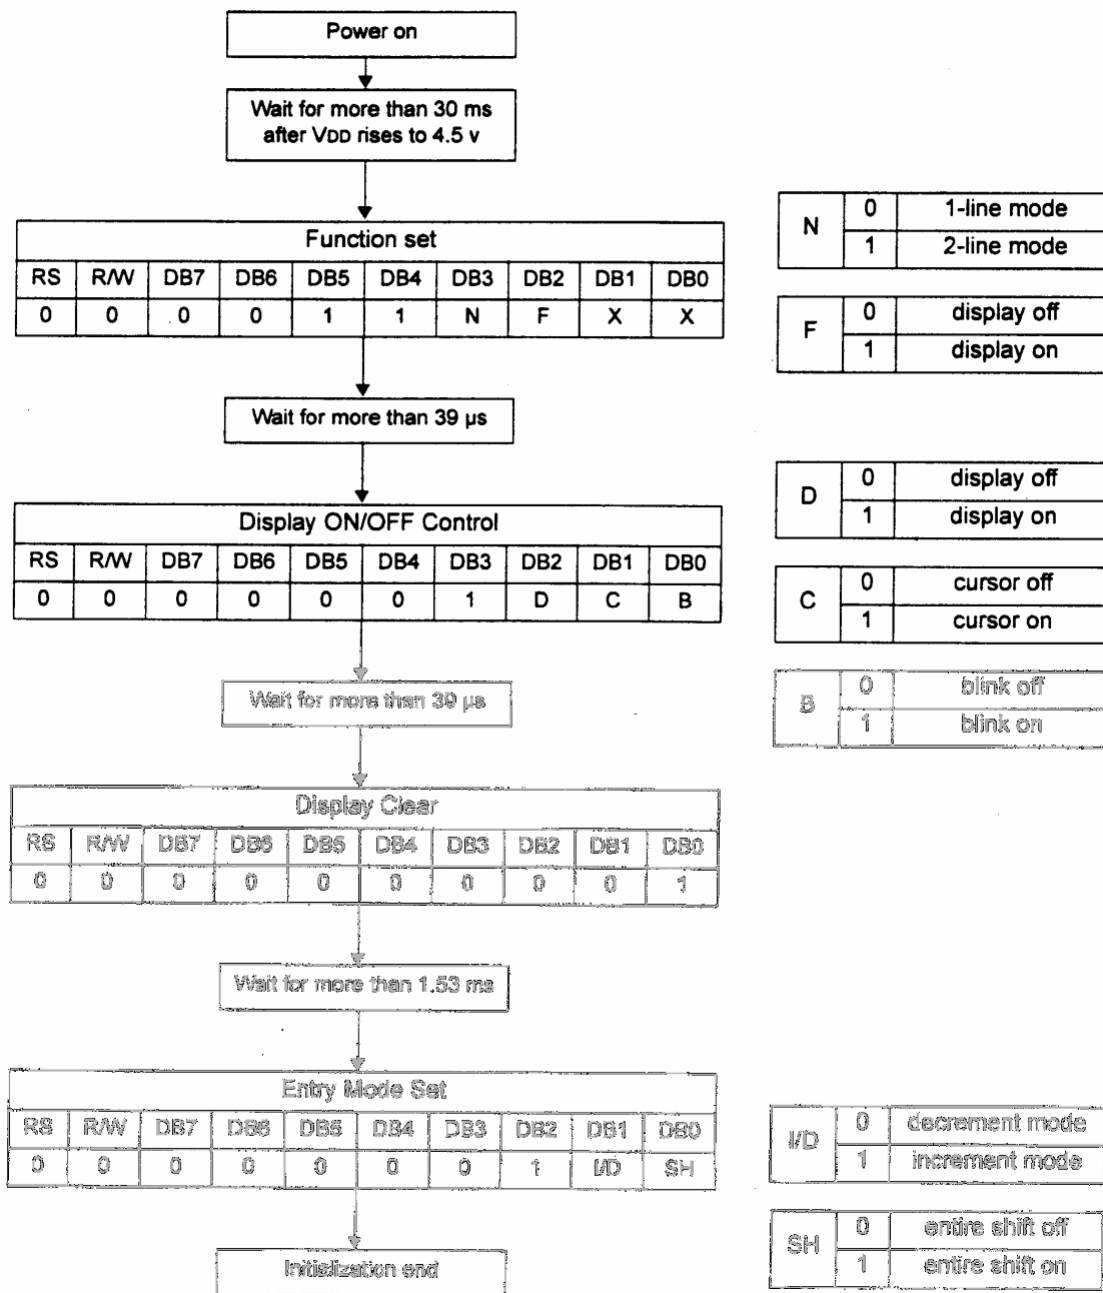 Power on
Wait for more than 30 ms
after VDD rises to 4.5 v
Function set
RS R/W DB7 DB6 DB5 DB4 DB3 DB2 DB1 DB0
0 0 0 0 1 1 N F X X
N 0 1-line mode
1 2-line mode
F 0 display off
1 display on
Wait for more than 39 µs
Display ON/OFF Control
RS R/W DB7 DB6 DB5 DB4 DB3 DB2 DB1 DB0
0 0 0 0 0 0 1 D C B
D 0 display off
1 display on
C 0 cursor off
1 cursor on
B 0 blink off
1 blink on
Wait for more than 39 µs
Display Clear
RS R/W DB7 DB6 DB5 DB4 DB3 DB2 DB1 DB0
0 0 0 0 0 0 0 0 0 1
Wait for more than 1.53 ms
Entry Mode Set
RS R/W DB7 DB6 DB5 DB4 DB3 DB2 DB1 DB0
0 0 0 0 0 0 0 1 I/D SH
I/D 0 decrement mode
1 increment mode
SH 0 entire shift off
1 entire shift on
Initialization end